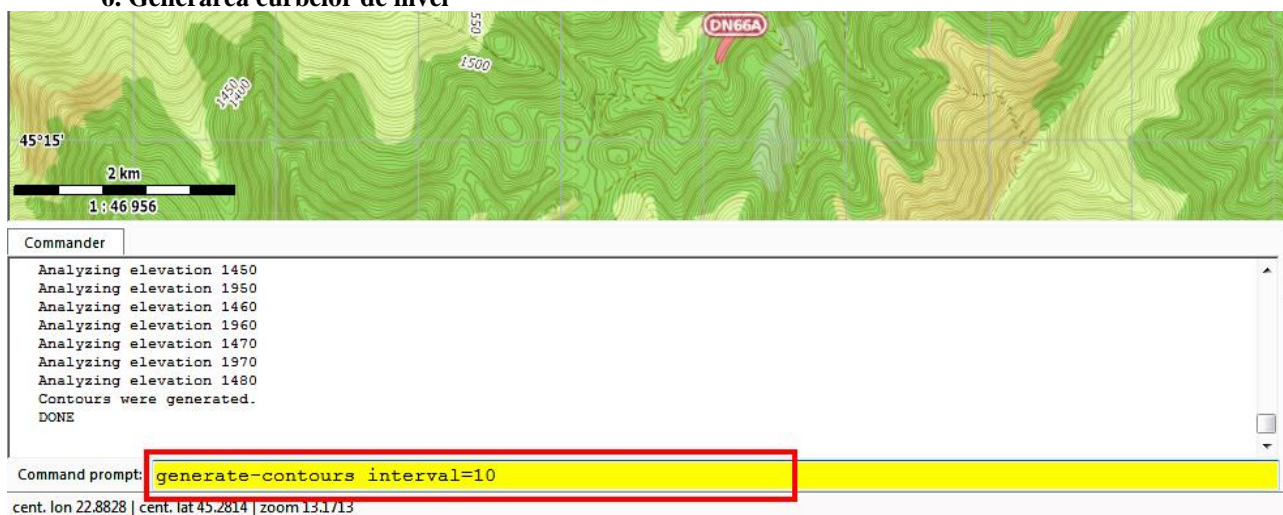 6. Generarea curbelor de nivel
550
DN66A
1500
1450
1400
45°15'
2 km
1 : 46 956
Commander
Analyzing elevation 1450
Analyzing elevation 1950
Analyzing elevation 1460
Analyzing elevation 1960
Analyzing elevation 1470
Analyzing elevation 1970
Analyzing elevation 1480
Contours were generated.
DONE
Command prompt: generate-contours interval=10
cent. lon 22.8828 | cent. lat 45.2814 | zoom 13.1713